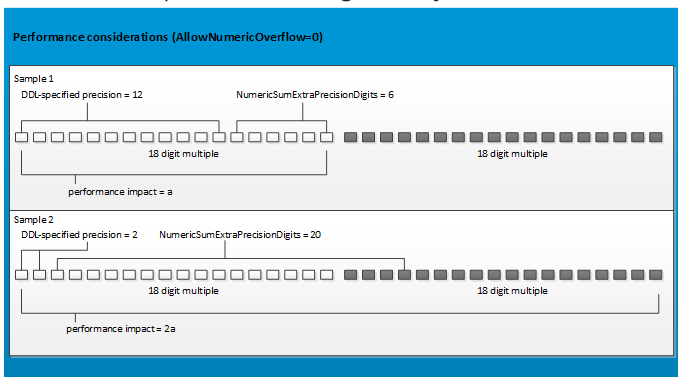 Performance considerations (AllowNumericOverflow=0)
Sample 1
DDL-specified precision = 12 NumericSumExtraPrecisionDigits = 6
18 digit multiple 18 digit multiple
performance impact = a
Sample 2
DDL-specified precision = 2 NumericSumExtraPrecisionDigits = 20
18 digit multiple 18 digit multiple
performance impact = 2a